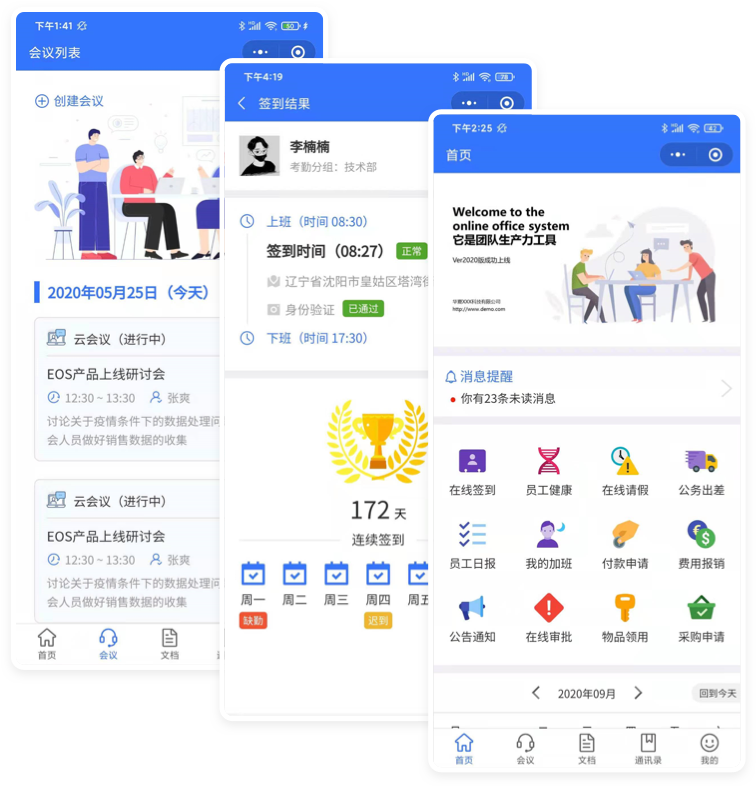 下午1:41
会议列表
创建会议
2020年05月25日（今天）
云会议（进行中）
EOS产品上线研讨会
12:30 ~ 13:30 张爽
讨论关于疫情条件下的数据处理问
会人员做好销售数据的收集
云会议（进行中）
EOS产品上线研讨会
12:30 ~ 13:30 张爽
讨论关于疫情条件下的数据处理问
会人员做好销售数据的收集
首页 会议 文档
下午4:19
签到结果
李楠楠
考勤分组：技术部
上班（时间 08:30）
签到时间（08:27） 正常
辽宁省沈阳市皇姑区塔湾街
身份验证 已通过
下班（时间 17:30）
172 天
连续签到
周一 周二 周三 周四 周五
缺勤 迟到
下午2:25
首页
Welcome to the
online office system
它是团队生产力工具
Ver2020版成功上线
http://www.demo.com
消息提醒
你有23条未读消息
在线签到 员工健康 在线请假 公务出差
员工日报 我的加班 付款申请 费用报销
公告通知 在线审批 物品领用 采购申请
2020年09月 回到今天
首页 会议 文档 通讯录 我的